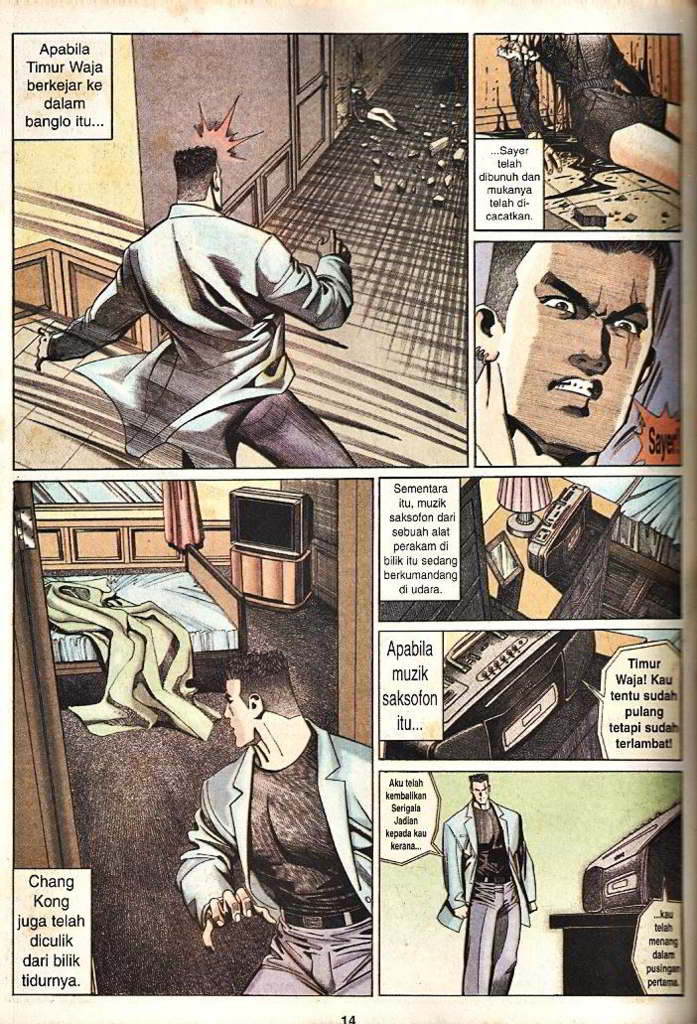 Apabila
Timur Waja
berkejar ke
dalam
banglo itu...
...Sayer
telah
dibunuh dan
mukanya
telah di-
cacatkan.
Sayer!
Chang
Kong
juga telah
diculik
dari bilik
tidurnya.
Sementara
itu, muzik
saksofon dari
sebuah alat
perakam di
bilik itu sedang
berkumandang
di udara.
Apabila
muzik
saksofon
itu...
Timur
Waja! Kau
tentu sudah
pulang
tetapi sudah
terlambat!
Aku telah
kembalikan
Serigala
Jadian
kepada kau
kerana...
...kau
telah
menang
dalam
pusingan
pertama.
14